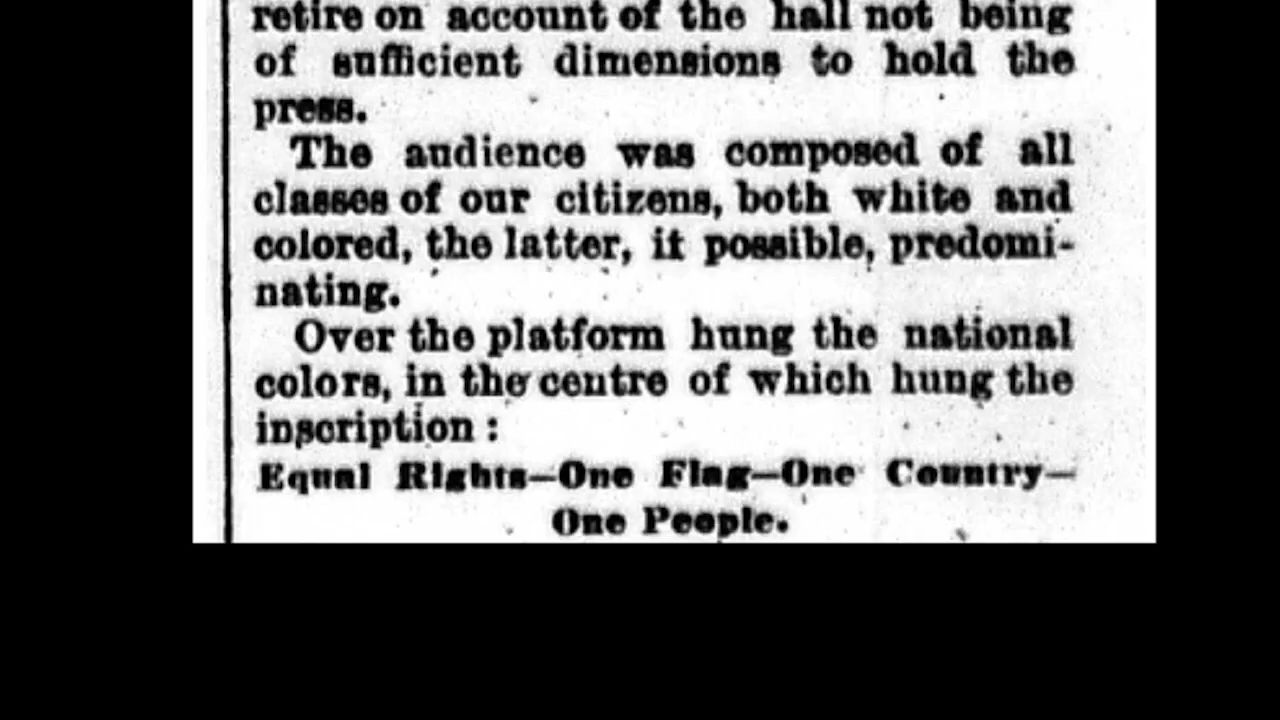 retire on account of the hall not being
of sufficient dimensions to hold the
press.
The audience was composed of all
classes of our citizens, both white and
colored, the latter, it possible, predomi-
nating.
Over the platform hung the national
colors, in the centre of which hung the
inscription :
Equal Rights—One Flag—One Country—
One People.